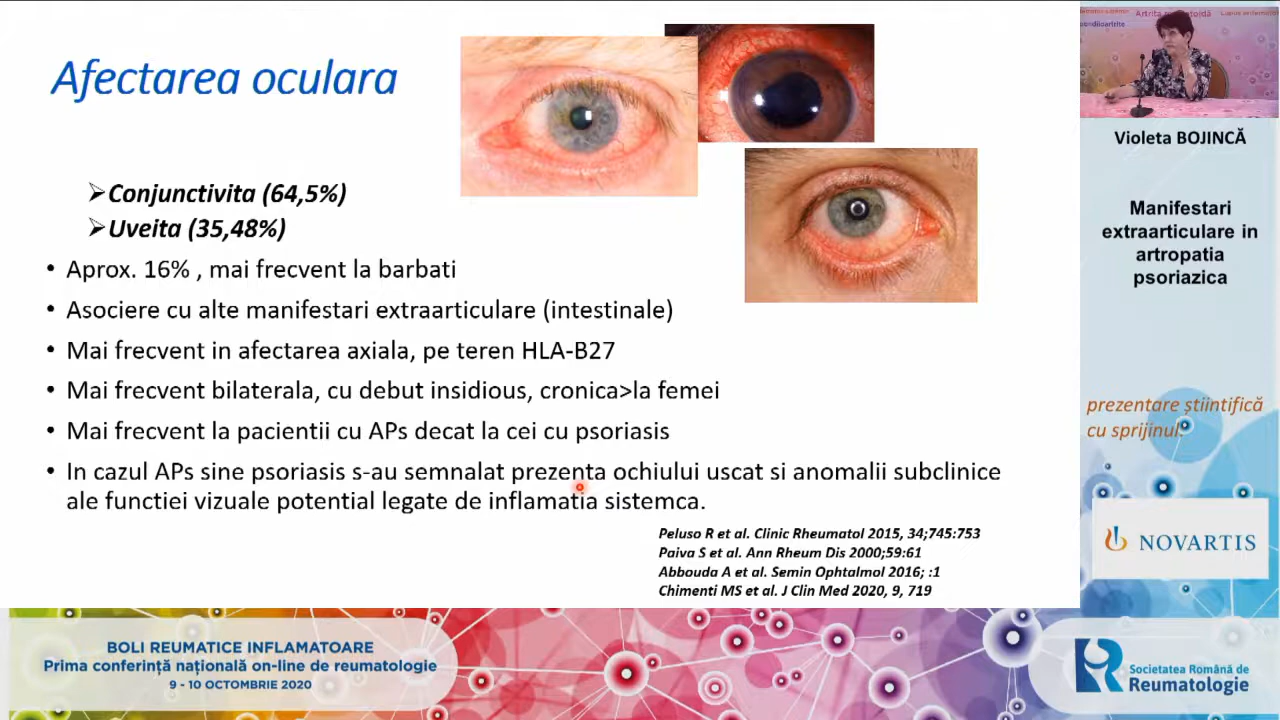 Afectarea oculara
Conjunctivita (64,5%)
Uveita (35,48%)
Aprox. 16% , mai frecvent la barbati
Asociere cu alte manifestari extraarticulare (intestinale)
Mai frecvent in afectarea axiala, pe teren HLA-B27
Mai frecvent bilaterala, cu debut insidious, cronica>la femei
Mai frecvent la pacientii cu APs decat la cei cu psoriasis
In cazul APs sine psoriasis s-au semnalat prezenta ochiului uscat si anomalii subclinice
ale functiei vizuale potential legate de inflamatia sistemca.
Peluso R et al. Clinic Rheumatol 2015, 34;745:753
Paiva S et al. Ann Rheum Dis 2000;59:61
Abbouda A et al. Semin Ophtalmol 2016; :1
Chimenti MS et al. J Clin Med 2020, 9, 719
Violeta BOJINCĂ
Manifestari
extraarticulare in
artropatia
psoriazica
prezentare științifică
cu sprijinul:
NOVARTIS
BOLI REUMATICE INFLAMATOARE
Prima conferință națională on-line de reumatologie
9 - 10 OCTOMBRIE 2020
Societatea Română de
Reumatologie